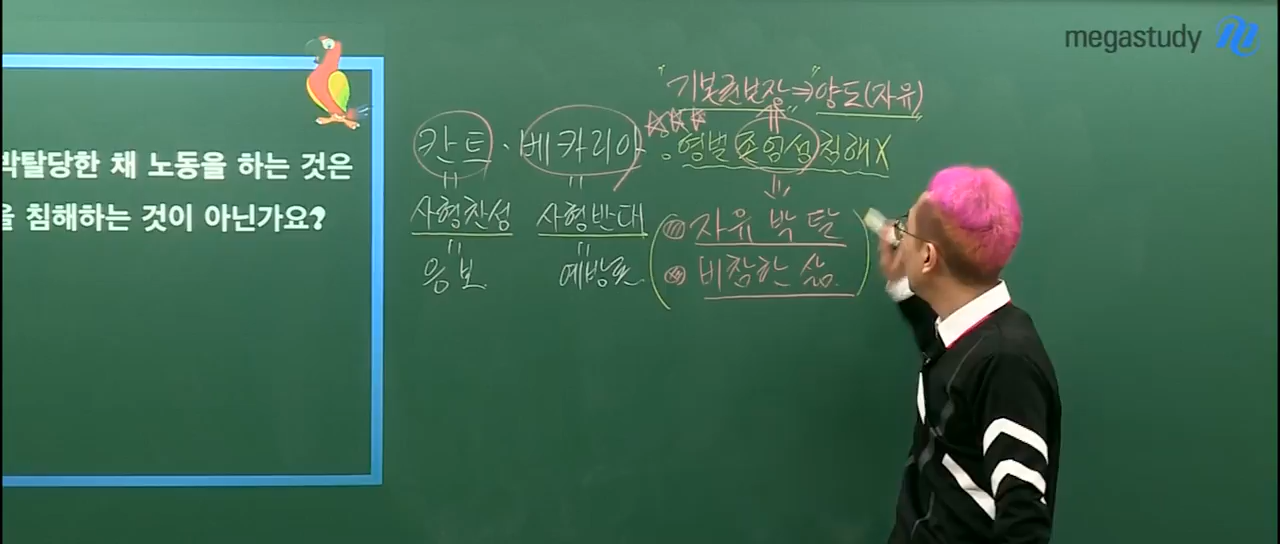 megastudy
박탈당한 채 노동을 하는 것은
을 침해하는 것이 아닌가요?
"기본권보장" ⇒ "양도(자유)
칸트 · 베카리아 형벌 존엄성 침해X
사형찬성 사형반대
응보 예방론
자유 박탈
비참한 삶